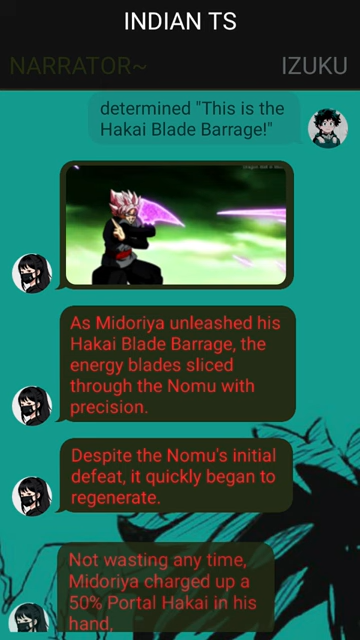 INDIAN TS
NARRATOR~
IZUKU
determined "This is the
Hakai Blade Barrage!"
As Midoriya unleashed his
Hakai Blade Barrage, the
energy blades sliced
through the Nomu with
precision.
Despite the Nomu's initial
defeat, it quickly began to
regenerate.
Not wasting any time,
Midoriya charged up a
50% Portal Hakai in his
hand,